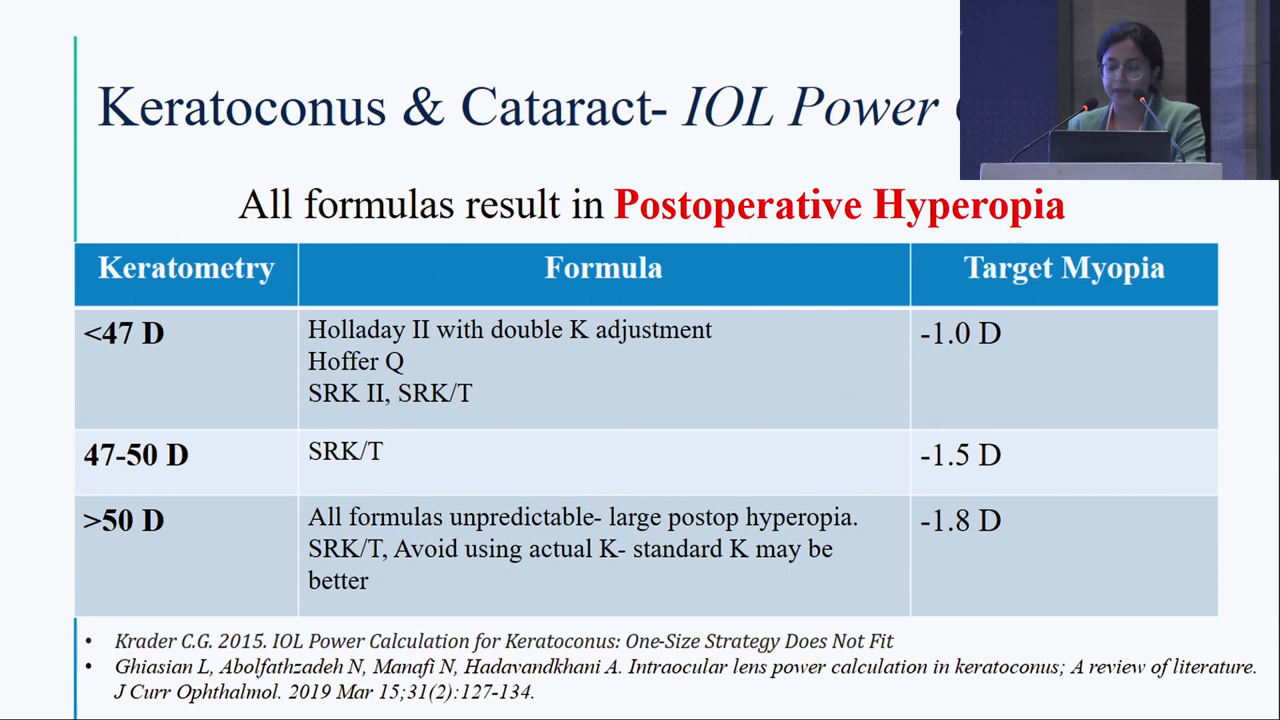 Keratoconus & Cataract- IOL Power
All formulas result in Postoperative Hyperopia
Keratometry Formula Target Myopia
<47 D Holladay II with double K adjustment -1.0 D
Hoffer Q
SRK II, SRK/T
47-50 D SRK/T -1.5 D
>50 D All formulas unpredictable- large postop hyperopia. -1.8 D
SRK/T, Avoid using actual K- standard K may be
better
• Krader C.G. 2015. IOL Power Calculation for Keratoconus: One-Size Strategy Does Not Fit
• Ghiasian L, Abolfathzadeh N, Manafi N, Hadavandkhani A. Intraocular lens power calculation in keratoconus; A review of literature.
J Curr Ophthalmol. 2019 Mar 15;31(2):127-134.